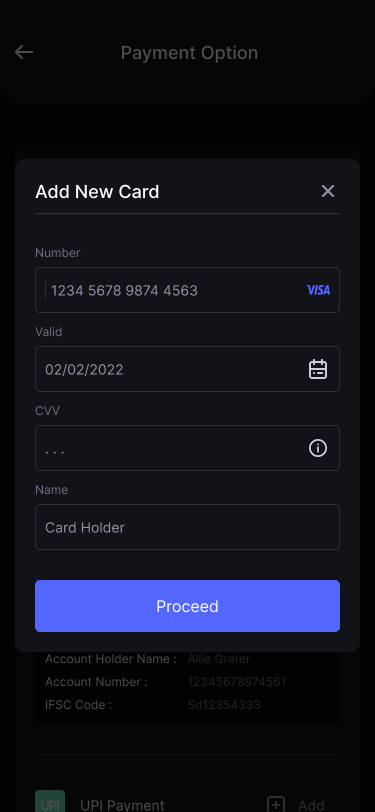 Payment Option
Add New Card
Number
1234 5678 9874 4563 VISA
Valid
02/02/2022
CVV
. . .
Name
Card Holder
Proceed
Account Holder Name : Ailie Grater
Account Number : 12345678874561
IFSC Code : Sd12354333
UPI UPI Payment Add